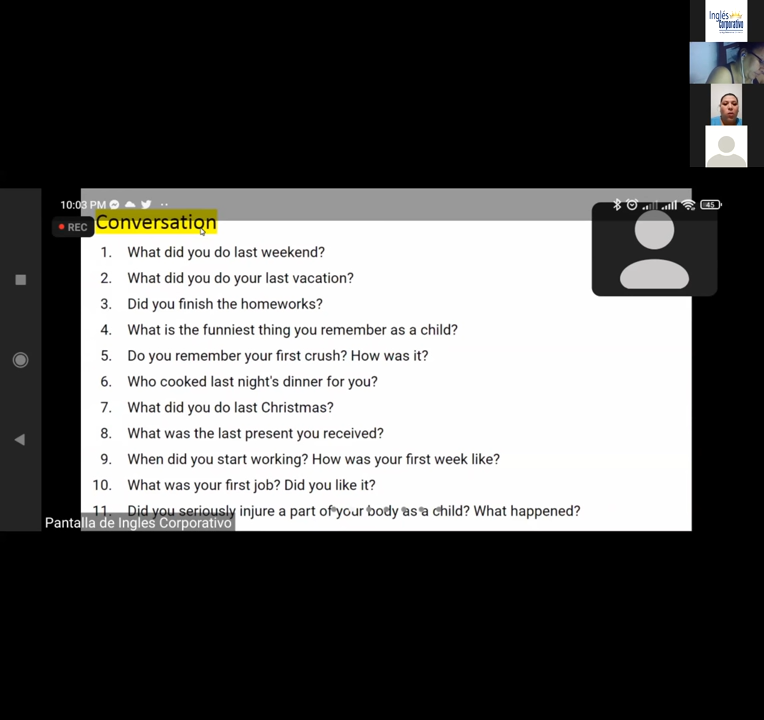 Inglés
Corporativo
10:03 PM
45
REC
Conversation
1. What did you do last weekend?
2. What did you do your last vacation?
3. Did you finish the homeworks?
4. What is the funniest thing you remember as a child?
5. Do you remember your first crush? How was it?
6. Who cooked last night's dinner for you?
7. What did you do last Christmas?
8. What was the last present you received?
9. When did you start working? How was your first week like?
10. What was your first job? Did you like it?
11. Did you seriously injure a part of your body as a child? What happened?
Pantalla de Ingles Corporativo